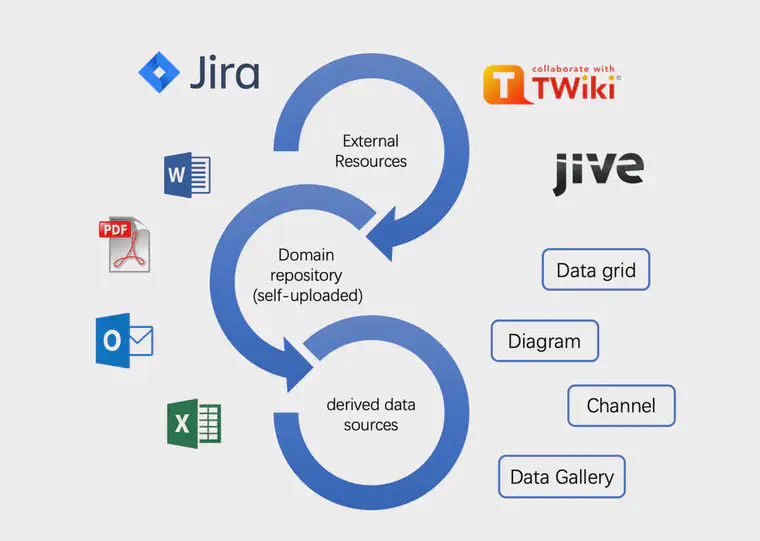 Jira
collaborate with
TWiki®
External
Resources
jive
W
PDF
Domain
repository
(self-uploaded)
Data grid
O
Diagram
derived data
sources
Channel
X
Data Gallery